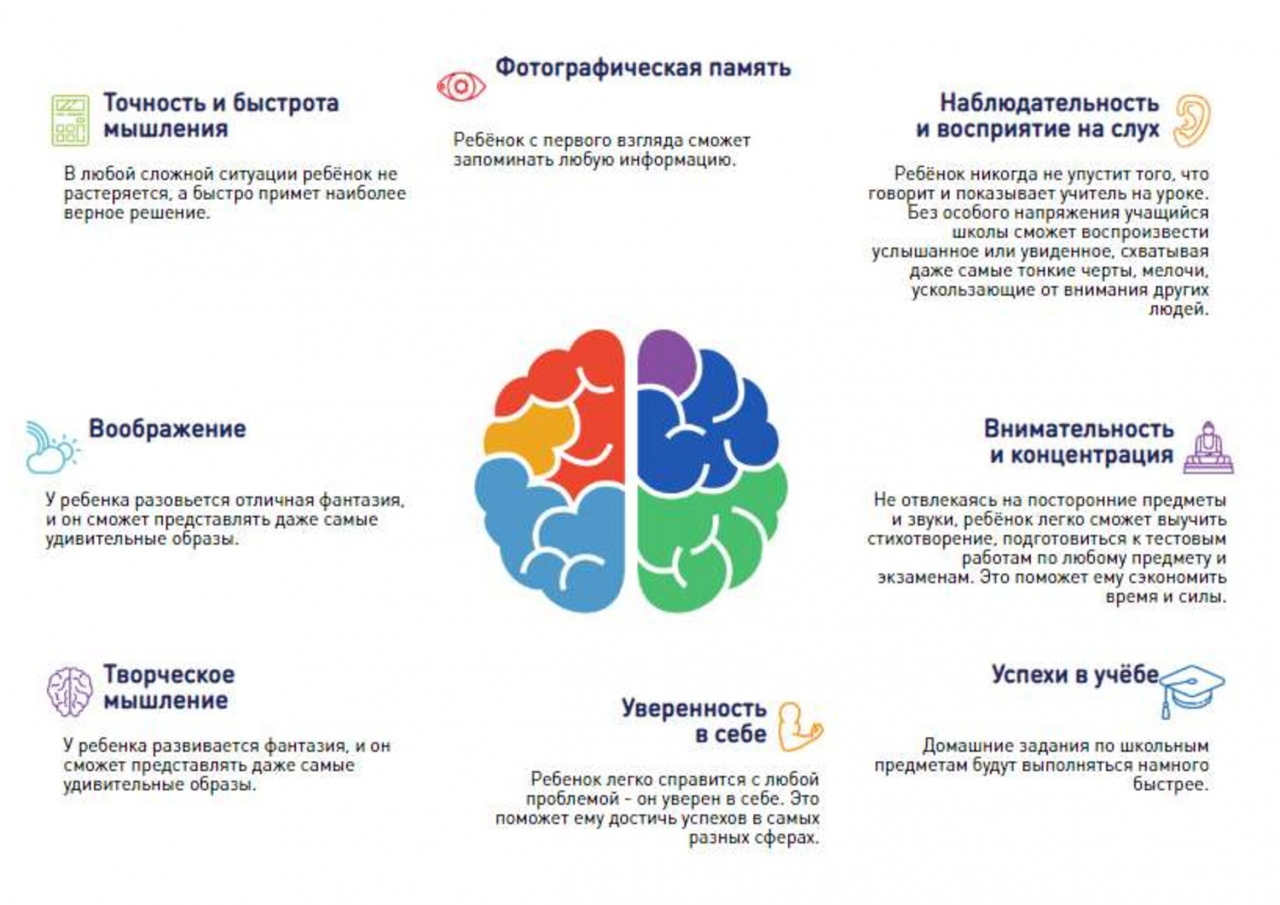 Фотографическая память
Ребёнок с первого взгляда сможет
запоминать любую информацию.
Точность и быстрота
мышления
В любой сложной ситуации ребёнок не
растеряется, а быстро примет наиболее
верное решение.
Наблюдательность
и восприятие на слух
Ребёнок никогда не упустит того, что
говорит и показывает учитель на уроке.
Без особого напряжения учащийся
школы сможет воспроизвести
услышанное или увиденное, схватывая
даже самые тонкие черты, мелочи,
ускользающие от внимания других
людей.
Воображение
У ребенка разовьется отличная фантазия,
и он сможет представлять даже самые
удивительные образы.
Внимательность
и концентрация
Не отвлекаясь на посторонние предметы
и звуки, ребёнок легко сможет выучить
стихотворение, подготовиться к тестовым
работам по любому предмету и
экзаменам. Это поможет ему сэкономить
время и силы.
Творческое
мышление
У ребенка развивается фантазия, и он
сможет представлять даже самые
удивительные образы.
Уверенность
в себе
Ребенок легко справится с любой
проблемой - он уверен в себе. Это
поможет ему достичь успехов в самых
разных сферах.
Успехи в учёбе
Домашние задания по школьным
предметам будут выполняться намного
быстрее.